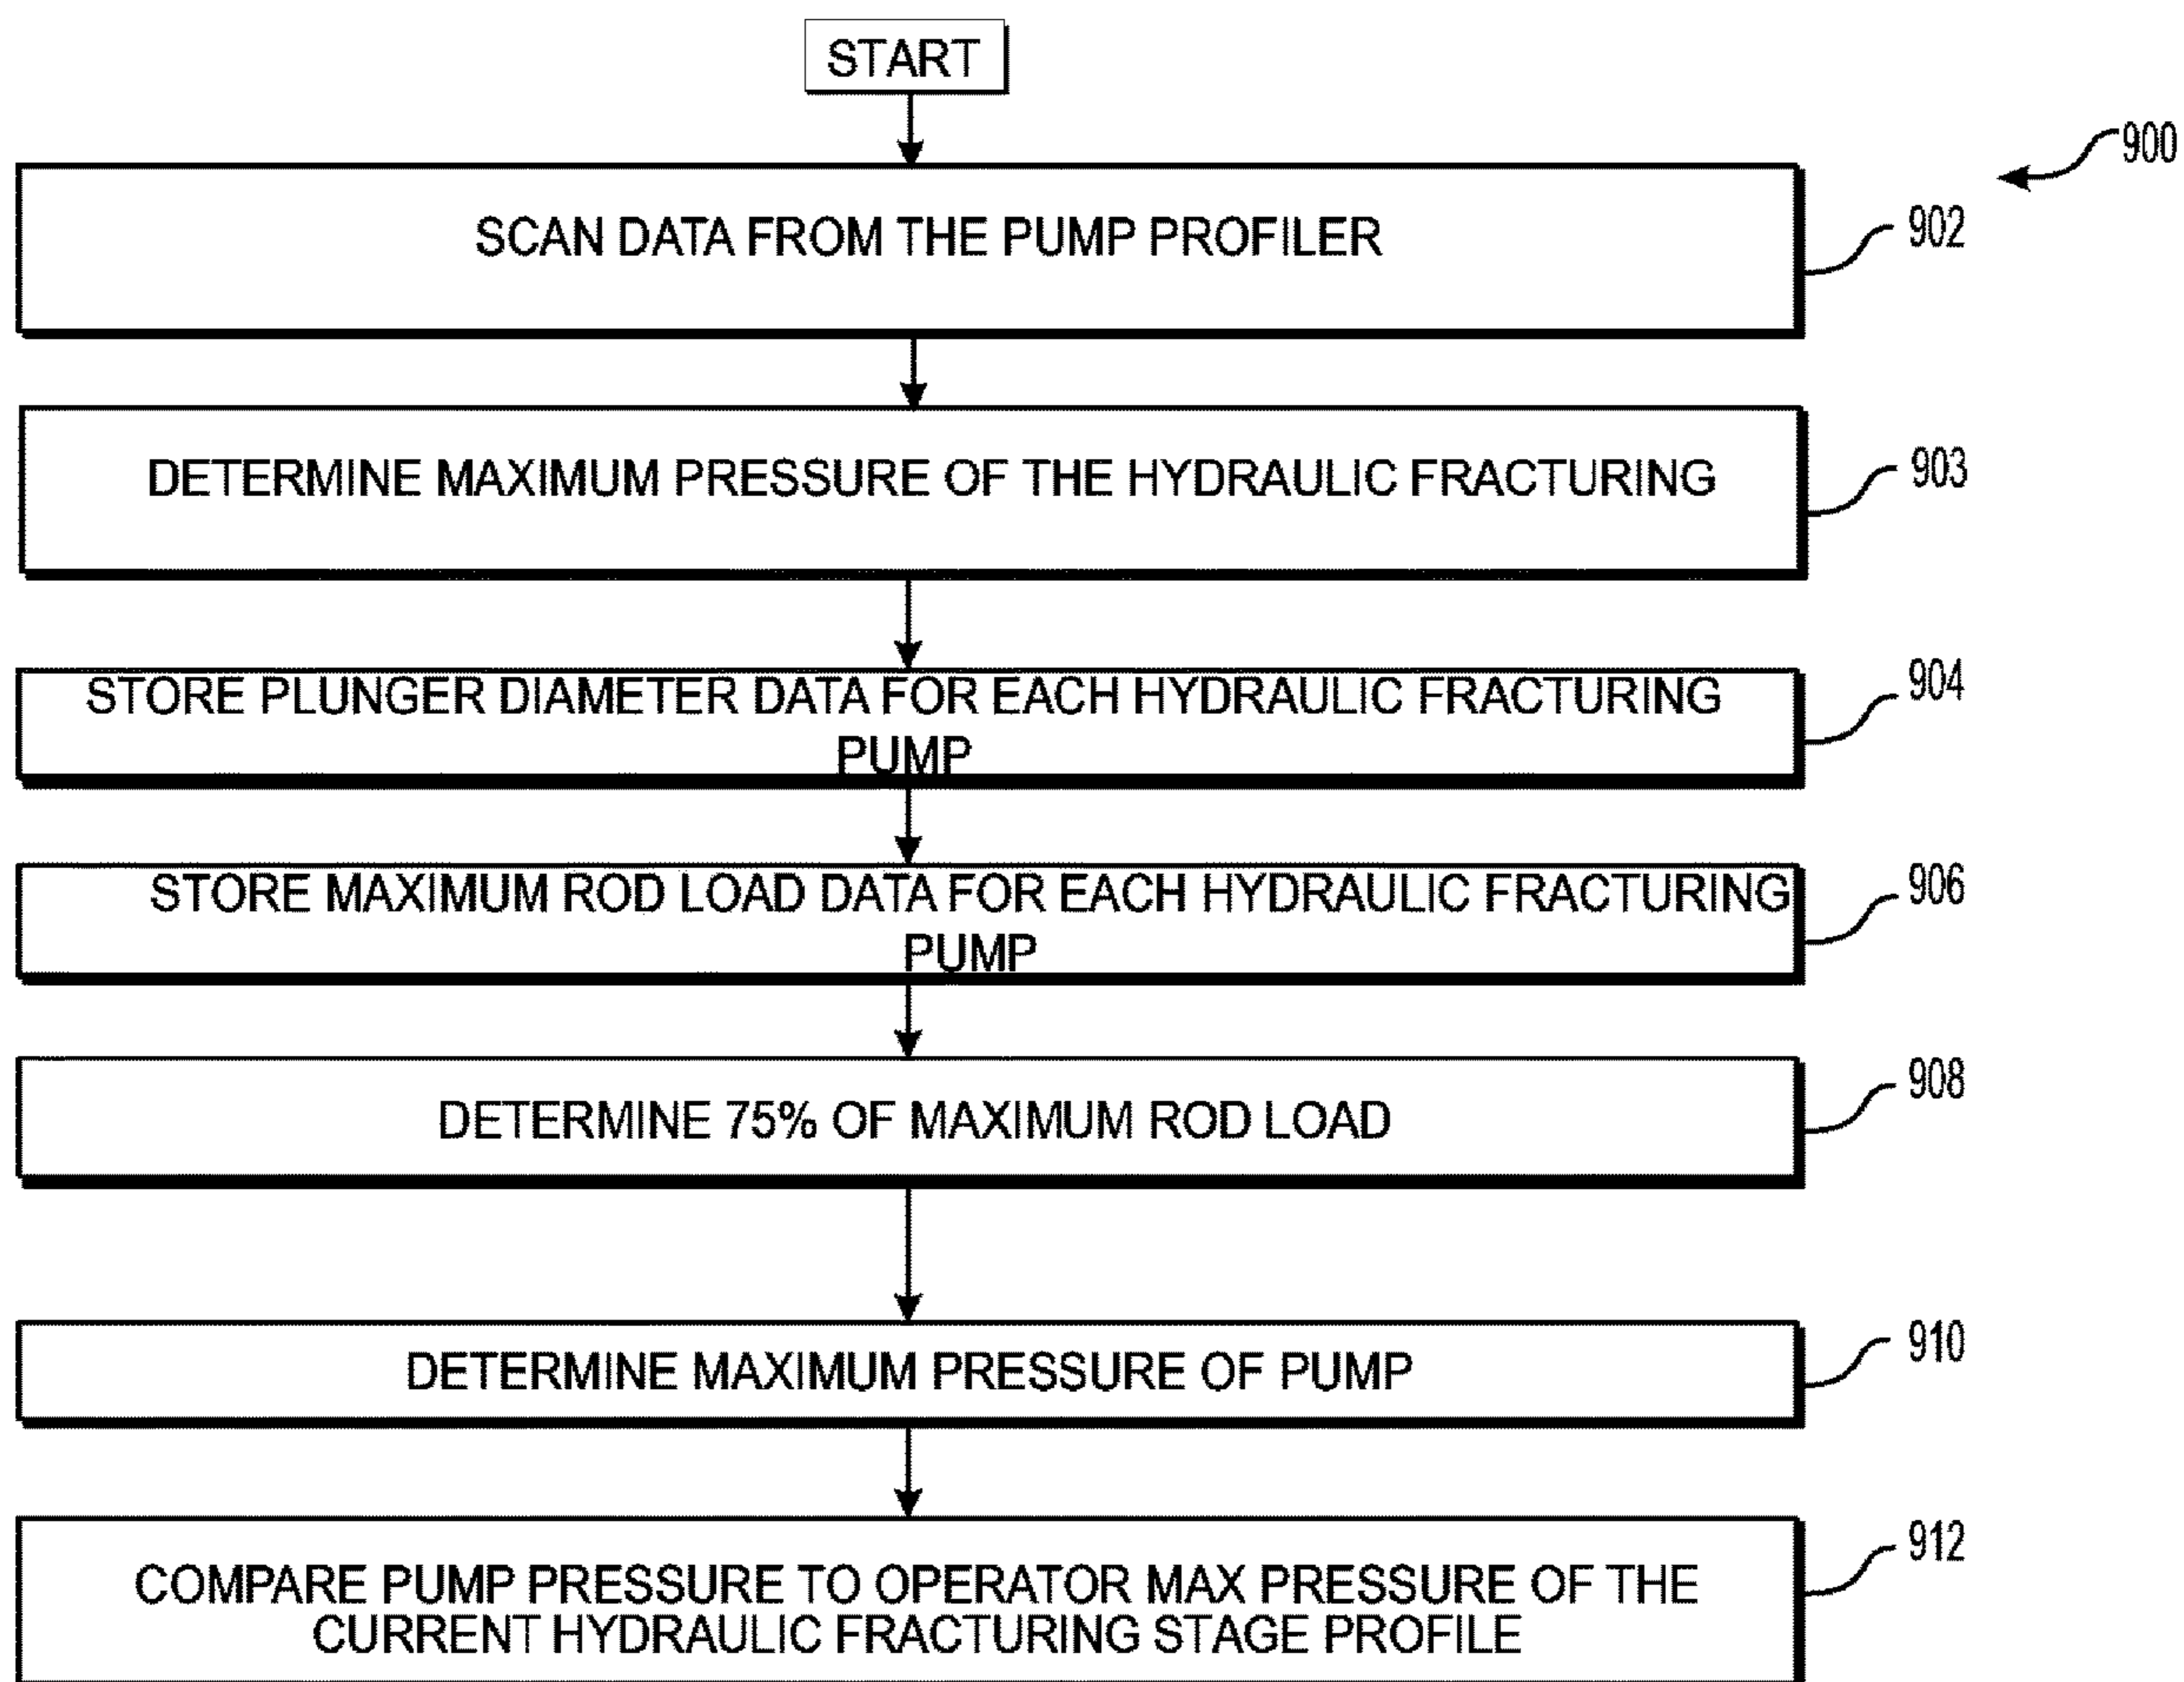 START
900
SCAN DATA FROM THE PUMP PROFILER
902
DETERMINE MAXIMUM PRESSURE OF THE HYDRAULIC FRACTURING
903
STORE PLUNGER DIAMETER DATA FOR EACH HYDRAULIC FRACTURING
PUMP
904
STORE MAXIMUM ROD LOAD DATA FOR EACH HYDRAULIC FRACTURING
PUMP
906
DETERMINE 75% OF MAXIMUM ROD LOAD
908
DETERMINE MAXIMUM PRESSURE OF PUMP
910
COMPARE PUMP PRESSURE TO OPERATOR MAX PRESSURE OF THE
CURRENT HYDRAULIC FRACTURING STAGE PROFILE
912